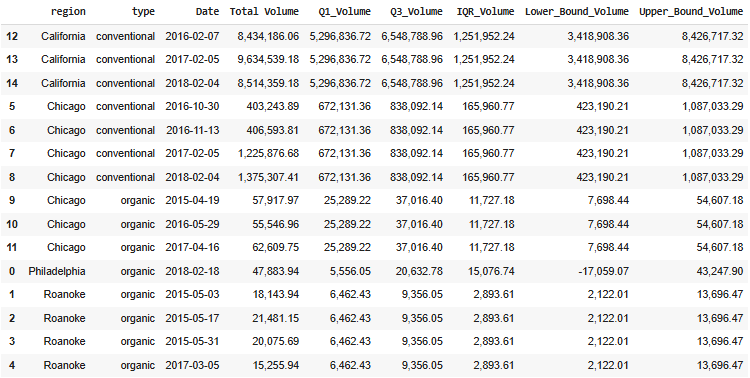 region type Date Total Volume Q1_Volume Q3_Volume IQR_Volume Lower_Bound_Volume Upper_Bound_Volume
12 California conventional 2016-02-07 8,434,186.06 5,296,836.72 6,548,788.96 1,251,952.24 3,418,908.36 8,426,717.32
13 California conventional 2017-02-05 9,634,539.18 5,296,836.72 6,548,788.96 1,251,952.24 3,418,908.36 8,426,717.32
14 California conventional 2018-02-04 8,514,359.18 5,296,836.72 6,548,788.96 1,251,952.24 3,418,908.36 8,426,717.32
5 Chicago conventional 2016-10-30 403,243.89 672,131.36 838,092.14 165,960.77 423,190.21 1,087,033.29
6 Chicago conventional 2016-11-13 406,593.81 672,131.36 838,092.14 165,960.77 423,190.21 1,087,033.29
7 Chicago conventional 2017-02-05 1,225,876.68 672,131.36 838,092.14 165,960.77 423,190.21 1,087,033.29
8 Chicago conventional 2018-02-04 1,375,307.41 672,131.36 838,092.14 165,960.77 423,190.21 1,087,033.29
9 Chicago organic 2015-04-19 57,917.97 25,289.22 37,016.40 11,727.18 7,698.44 54,607.18
10 Chicago organic 2016-05-29 55,546.96 25,289.22 37,016.40 11,727.18 7,698.44 54,607.18
11 Chicago organic 2017-04-16 62,609.75 25,289.22 37,016.40 11,727.18 7,698.44 54,607.18
0 Philadelphia organic 2018-02-18 47,883.94 5,556.05 20,632.78 15,076.74 -17,059.07 43,247.90
1 Roanoke organic 2015-05-03 18,143.94 6,462.43 9,356.05 2,893.61 2,122.01 13,696.47
2 Roanoke organic 2015-05-17 21,481.15 6,462.43 9,356.05 2,893.61 2,122.01 13,696.47
3 Roanoke organic 2015-05-31 20,075.69 6,462.43 9,356.05 2,893.61 2,122.01 13,696.47
4 Roanoke organic 2017-03-05 15,255.94 6,462.43 9,356.05 2,893.61 2,122.01 13,696.47